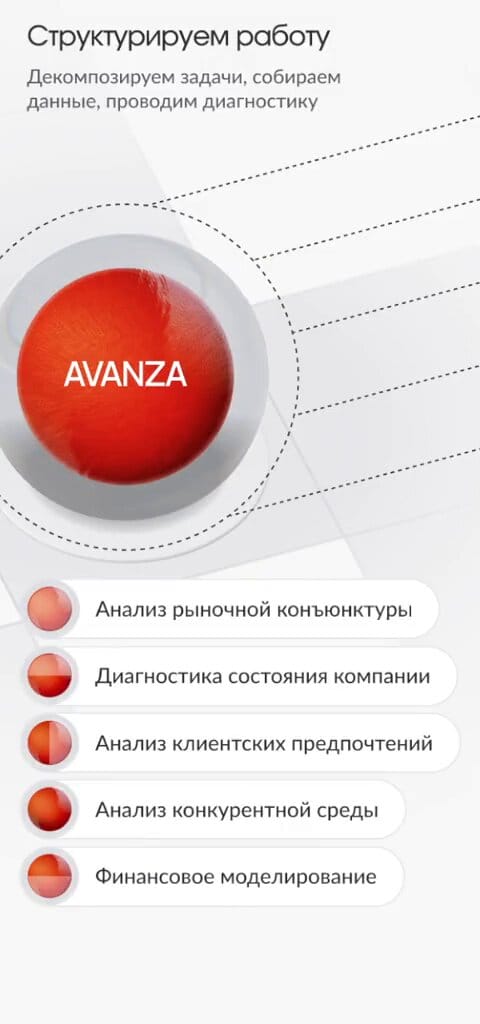 Структурируем работу
Декомпозируем задачи, собираем
данные, проводим диагностику
AVANZA
Анализ рыночной конъюнктуры
Диагностика состояния компании
Анализ клиентских предпочтений
Анализ конкурентной среды
Финансовое моделирование